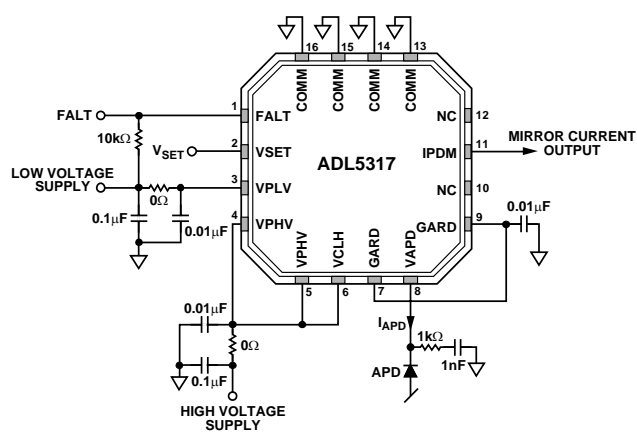 16 15 14 13
COMM COMM COMM COMM
FALT 1 FALT NC 12
10kΩ
VSET 2 VSET ADL5317 IPDM 11 MIRROR CURRENT
OUTPUT
LOW VOLTAGE
SUPPLY 3 VPLV NC 10
0Ω
0.1μF 0.01μF 4 VPHV GARD 9 0.01μF
VPHV VCLH GARD VAPD
5 6 7 8
0.01μF
IAPD
0Ω 1kΩ
0.1μF APD 1nF
HIGH VOLTAGE
SUPPLY